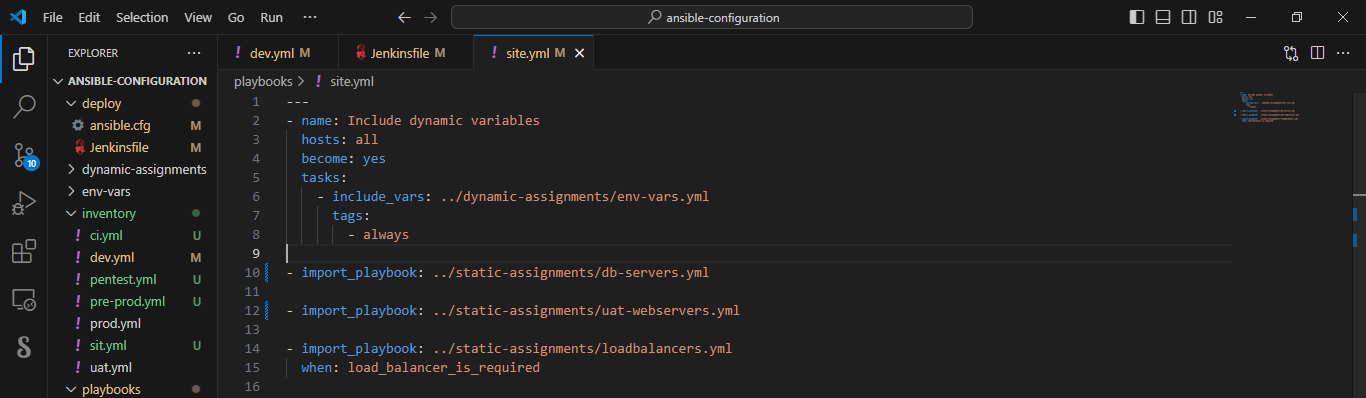 File Edit Selection View Go Run ··· ansible-configuration
EXPLORER ···
ANSIBLE-CONFIGURATION
deploy
ansible.cfg M
Jenkinsfile M
dynamic-assignments
env-vars
inventory
ci.yml U
dev.yml M
pentest.yml U
pre-prod.yml U
prod.yml
sit.yml U
uat.yml
playbooks
10
! dev.yml M Jenkinsfile M ! site.yml M
playbooks > ! site.yml
1 ---
2 - name: Include dynamic variables
3 hosts: all
4 become: yes
5 tasks:
6 - include_vars: ../dynamic-assignments/env-vars.yml
7 tags:
8 - always
9
10 - import_playbook: ../static-assignments/db-servers.yml
11
12 - import_playbook: ../static-assignments/uat-webservers.yml
13
14 - import_playbook: ../static-assignments/loadbalancers.yml
15 when: load_balancer_is_required
16